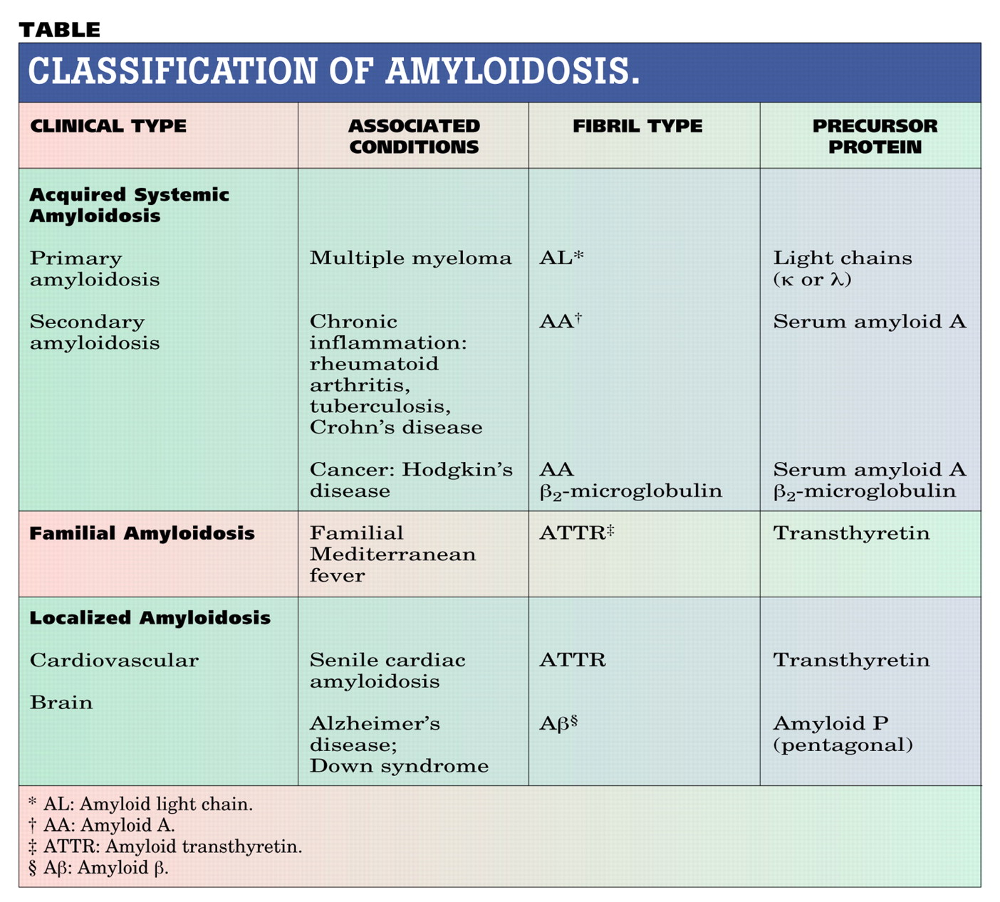 TABLE
CLASSIFICATION OF AMYLOIDOSIS.
CLINICAL TYPE
ASSOCIATED
CONDITIONS
FIBRIL TYPE
PRECURSOR
PROTEIN
Acquired Systemic
Amyloidosis
Primary
amyloidosis
Multiple myeloma
AL*
Light chains
(κ or λ)
Secondary
amyloidosis
Chronic
inflammation:
rheumatoid
arthritis,
tuberculosis,
Crohn’s disease
AA†
Serum amyloid A
Cancer: Hodgkin’s
disease
AA
β₂-microglobulin
Serum amyloid A
β₂-microglobulin
Familial Amyloidosis
Familial
Mediterranean
fever
ATTR‡
Transthyretin
Localized Amyloidosis
Cardiovascular
Senile cardiac
amyloidosis
ATTR
Transthyretin
Brain
Alzheimer’s
disease;
Down syndrome
Aβ§
Amyloid P
(pentagonal)
* AL: Amyloid light chain.
† AA: Amyloid A.
‡ ATTR: Amyloid transthyretin.
§ Aβ: Amyloid β.